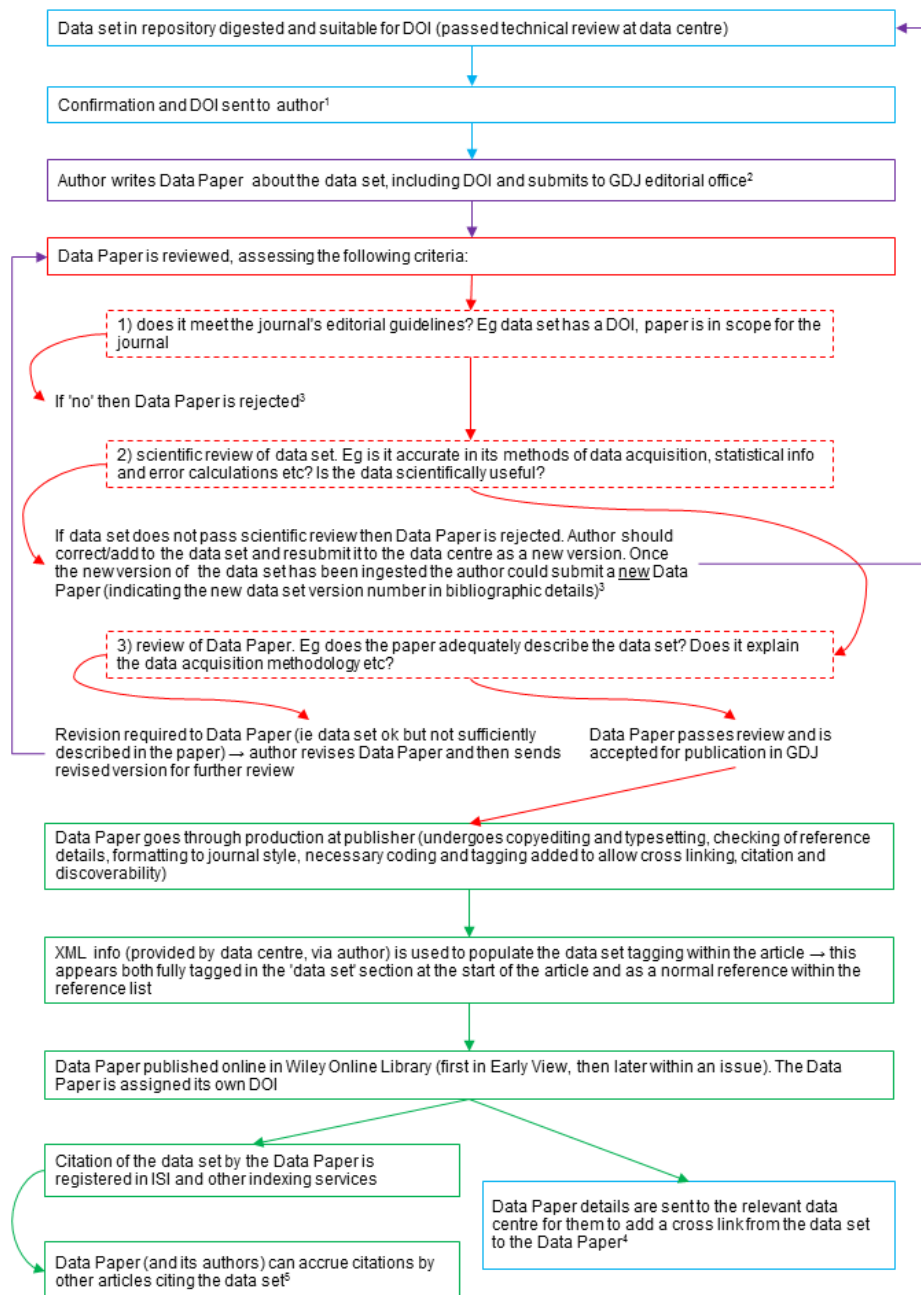 Data set in repository digested and suitable for DOI (passed technical review at data centre)
Confirmation and DOI sent to author¹
Author writes Data Paper about the data set, including DOI and submits to GDJ editorial office²
Data Paper is reviewed, assessing the following criteria:
1) does it meet the journal's editorial guidelines? Eg data set has a DOI, paper is in scope for the
journal
If 'no' then Data Paper is rejected³
2) scientific review of data set. Eg is it accurate in its methods of data acquisition, statistical info
and error calculations etc? Is the data scientifically useful?
If data set does not pass scientific review then Data Paper is rejected. Author should
correct/add to the data set and resubmit it to the data centre as a new version. Once
the new version of the data set has been ingested the author could submit a new Data
Paper (indicating the new data set version number in bibliographic details)³
3) review of Data Paper. Eg does the paper adequately describe the data set? Does it explain
the data acquisition methodology etc?
Revision required to Data Paper (ie data set ok but not sufficiently
described in the paper) → author revises Data Paper and then sends
revised version for further review
Data Paper passes review and is
accepted for publication in GDJ
Data Paper goes through production at publisher (undergoes copyediting and typesetting, checking of reference
details, formatting to journal style, necessary coding and tagging added to allow cross linking, citation and
discoverability)
XML info (provided by data centre, via author) is used to populate the data set tagging within the article → this
appears both fully tagged in the 'data set' section at the start of the article and as a normal reference within the
reference list
Data Paper published online in Wiley Online Library (first in Early View, then later within an issue). The Data
Paper is assigned its own DOI
Citation of the data set by the Data Paper is
registered in ISI and other indexing services
Data Paper details are sent to the relevant data
centre for them to add a cross link from the data set
to the Data Paper⁴
Data Paper (and its authors) can accrue citations by
other articles citing the data set⁵